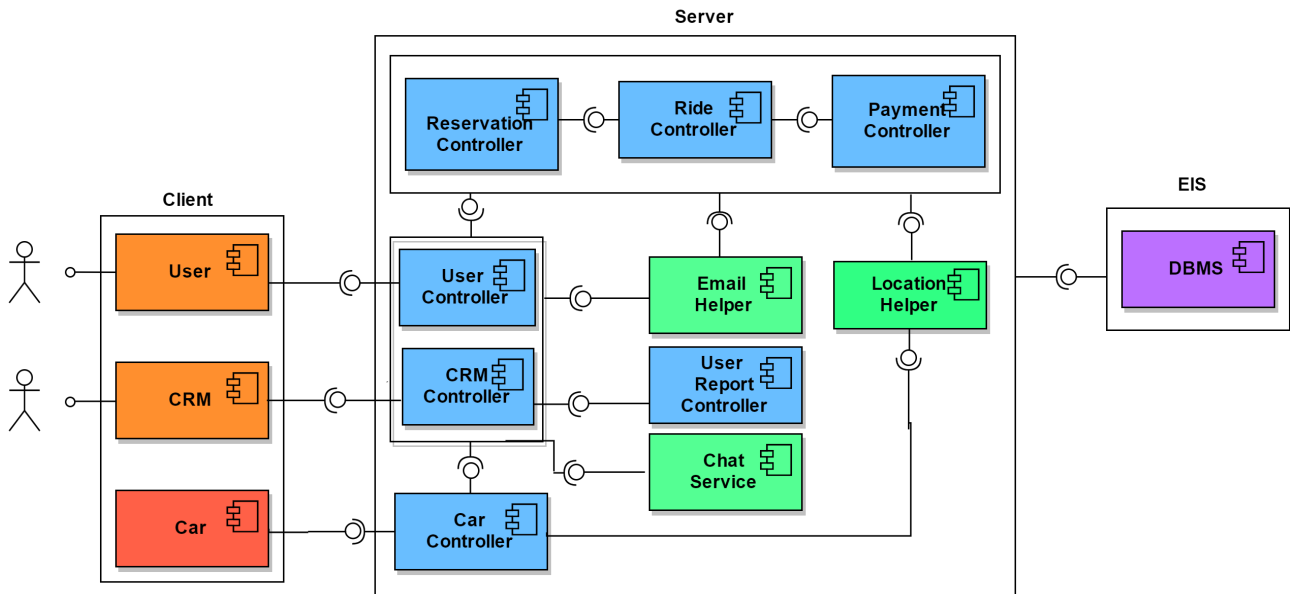 Server
Reservation
Controller
Ride
Controller
Payment
Controller
Client
EIS
User
User
Controller
Email
Helper
Location
Helper
DBMS
CRM
CRM
Controller
User
Report
Controller
Chat
Service
Car
Car
Controller